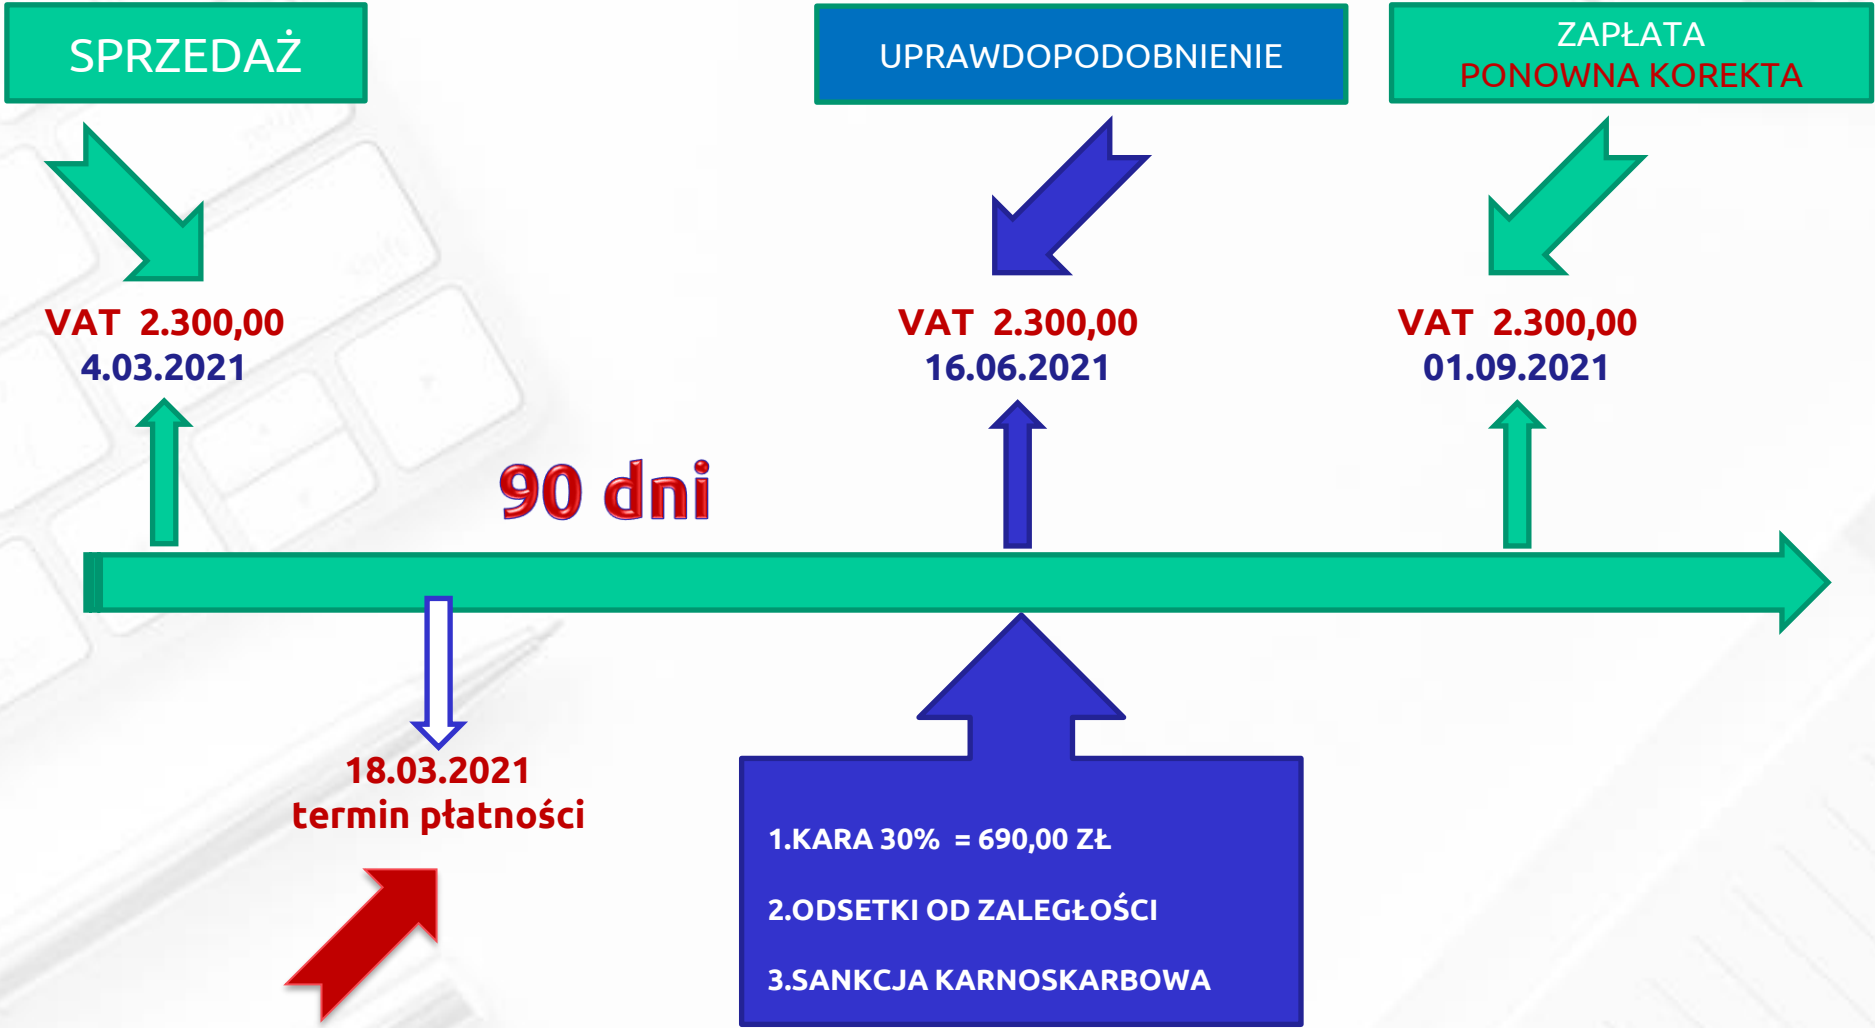 SPRZEDAŻ
UPRAWDOPODOBNIENIE
ZAPŁATA
PONOWNA KOREKTA
VAT 2.300,00
4.03.2021
VAT 2.300,00
16.06.2021
VAT 2.300,00
01.09.2021
90 dni
18.03.2021
termin płatności
1.KARA 30% = 690,00 ZŁ
2.ODSETKI OD ZALEGŁOŚCI
3.SANKCJA KARNOSKARBOWA